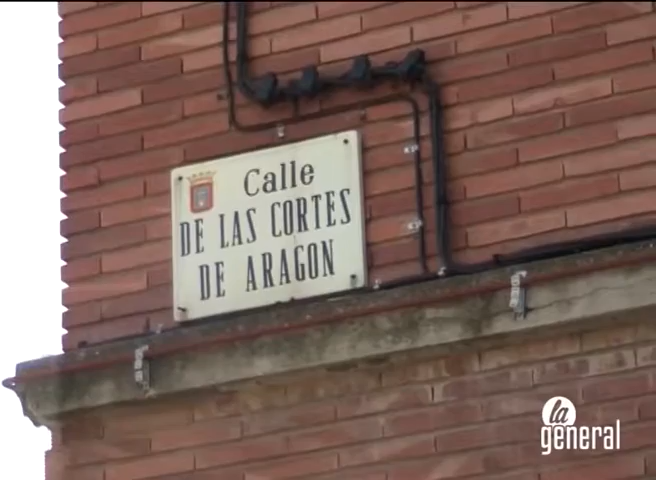 Calle
DE LAS CORTES
DE ARAGON
la
general